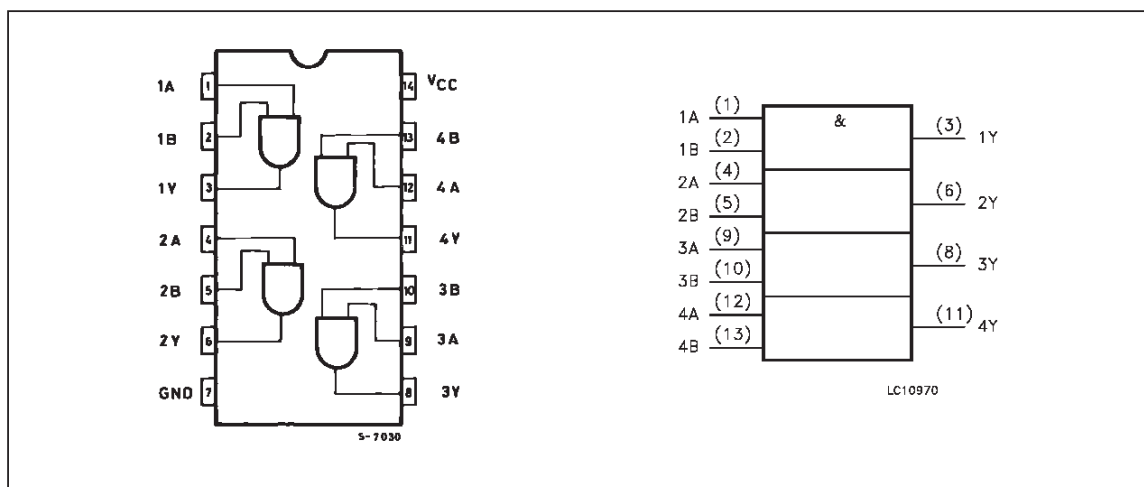 1A 1 14 VCC
1B 2 13 4B
1Y 3 12 4A
2A 4 11 4Y
2B 5 10 3B
2Y 6 9 3A
GND 7 8 3Y
S-7030
&
1A (1)
1B (2)
(3) 1Y
2A (4)
2B (5)
(6) 2Y
3A (9)
3B (10)
(8) 3Y
4A (12)
4B (13)
(11) 4Y
LC10970